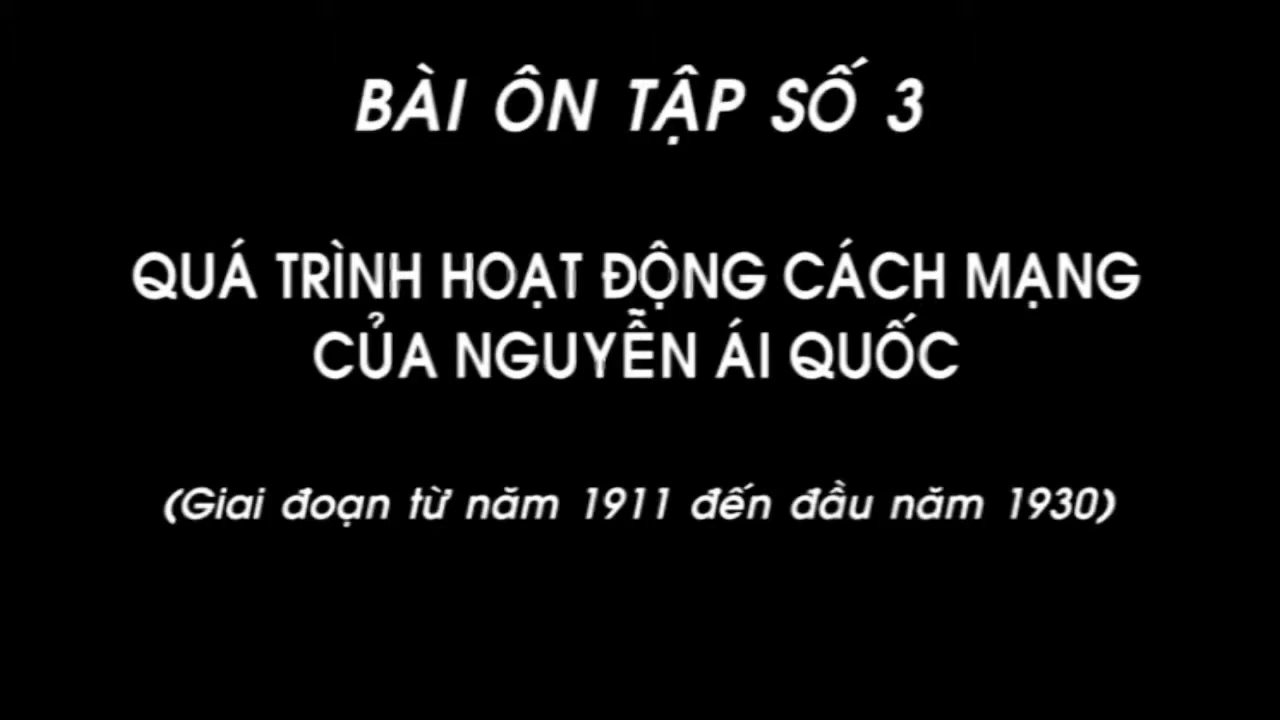 BÀI ÔN TẬP SỐ 3
QUÁ TRÌNH HOẠT ĐỘNG CÁCH MẠNG
CỦA NGUYỄN ÁI QUỐC
(Giai đoạn từ năm 1911 đến đầu năm 1930)